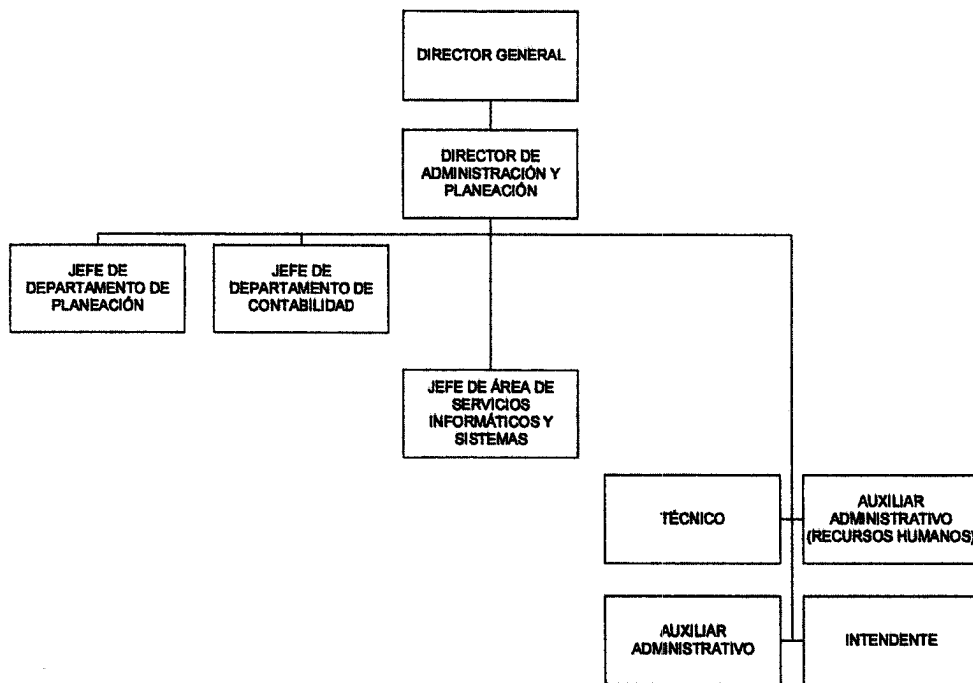 DIRECTOR GENERAL
DIRECTOR DE
ADMINISTRACIÓN Y
PLANEACIÓN
JEFE DE
DEPARTAMENTO DE
PLANEACIÓN
JEFE DE
DEPARTAMENTO DE
CONTABILIDAD
JEFE DE ÁREA DE
SERVICIOS
INFORMÁTICOS Y
SISTEMAS
TÉCNICO
AUXILIAR
ADMINISTRATIVO
(RECURSOS HUMANOS)
AUXILIAR
ADMINISTRATIVO
INTENDENTE